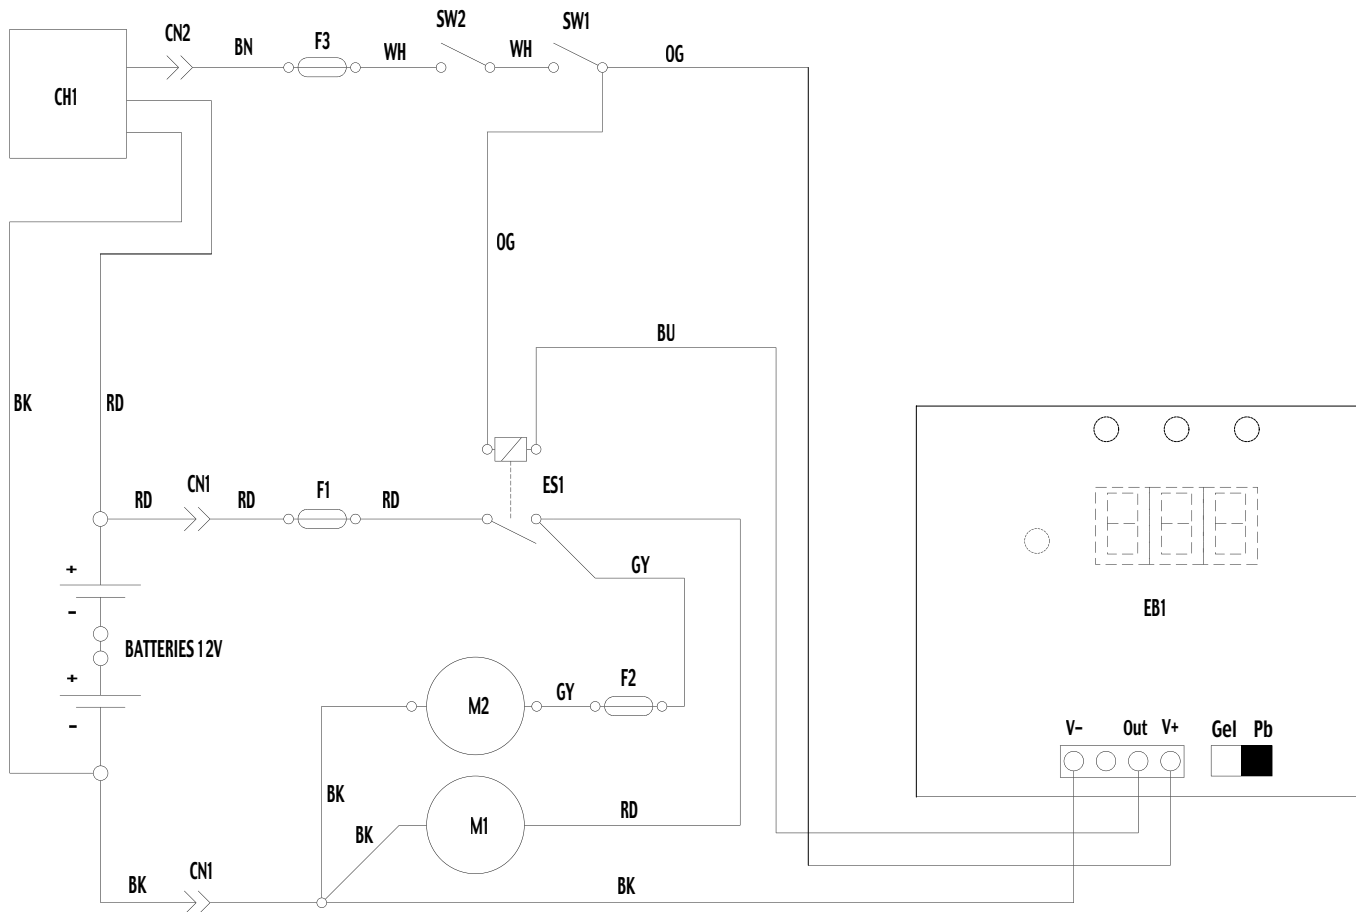 SW2
SW1
CN2
BN
F3
WH
WH
OG
CH1
OG
BU
BK
RD
RD
CN1
RD
F1
RD
ES1
GY
+
-
BATTERIES 12V
+
-
M2
GY
F2
EB1
V- Out V+ Gel Pb
BK
BK
M1
RD
BK
CN1
BK